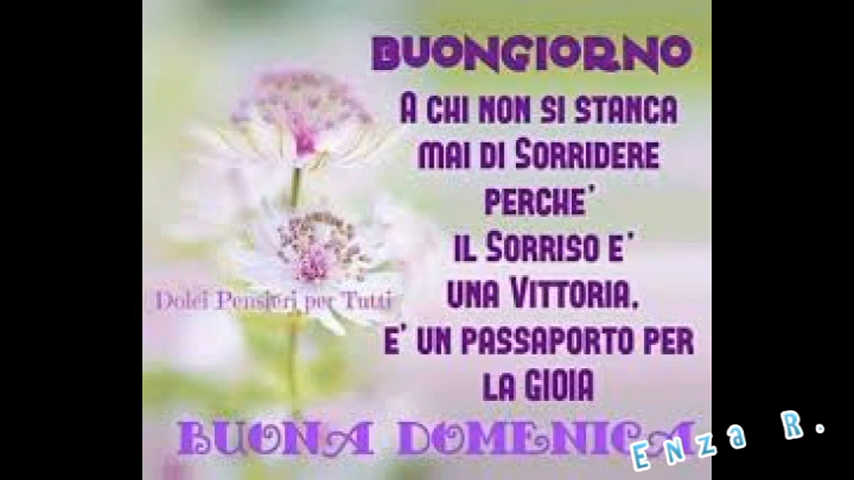 BUONGIORNO
A CHI NON SI STANCA
MAI DI SORRIDERE
PERCHE'
IL SORRISO E'
UNA VITTORIA,
E' UN PASSAPORTO PER
LA GIOIA
Dolci Pensieri per Tutti
BUONA DOMENICA
Enza R.